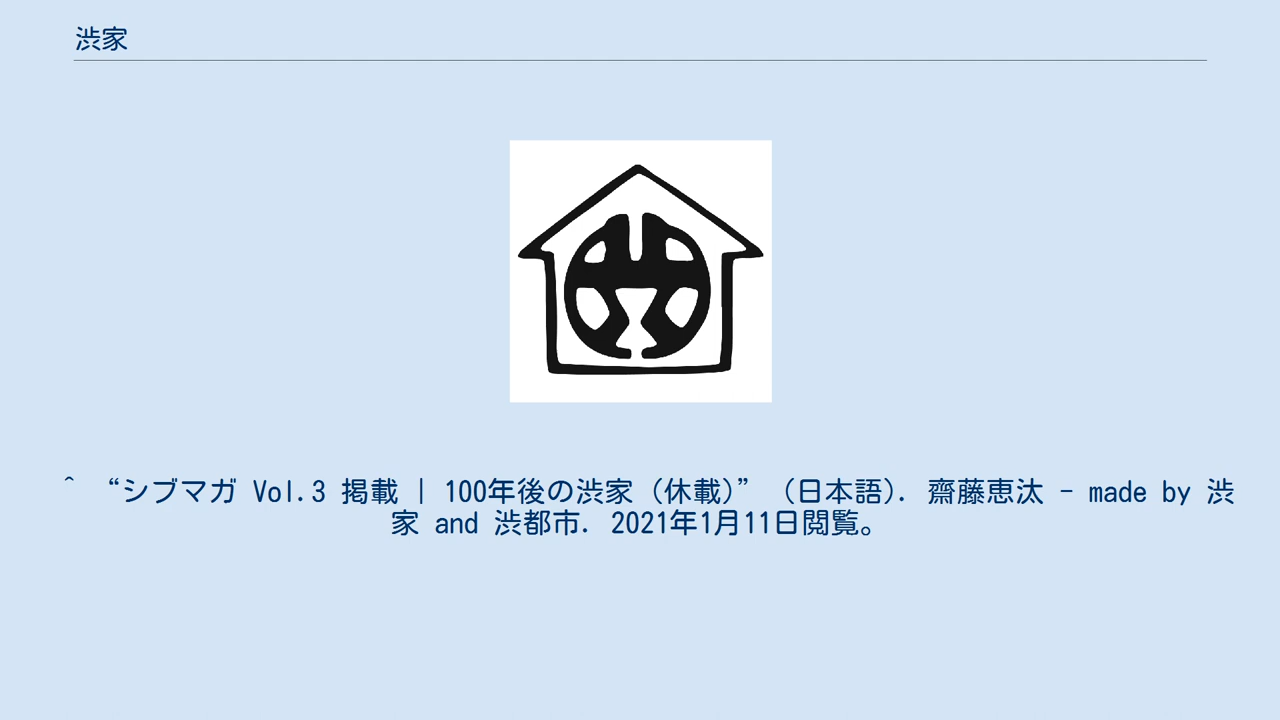 渋家
^ “シブマガ Vol.3 掲載 | 100年後の渋家（休載）” （日本語）. 齋藤恵汰 - made by 渋
家 and 渋都市. 2021年1月11日閲覧。